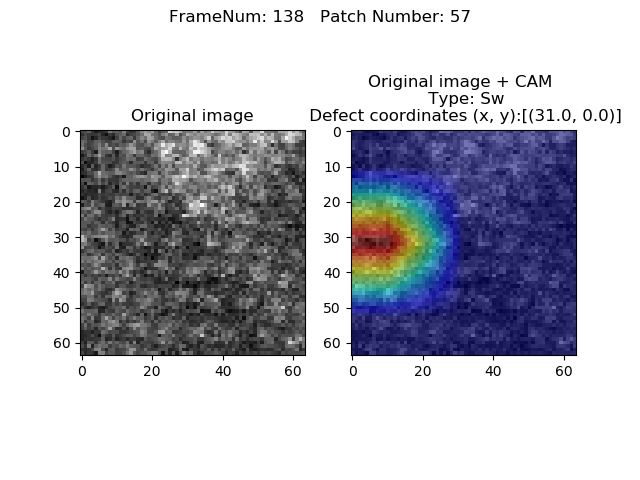 FrameNum: 138   Patch Number: 57
Original image
Original image + CAM
Type: Sw
Defect coordinates (x, y):[(31.0, 0.0)]
0
10
20
30
40
50
60
0 20 40 60
0
10
20
30
40
50
60
0 20 40 60